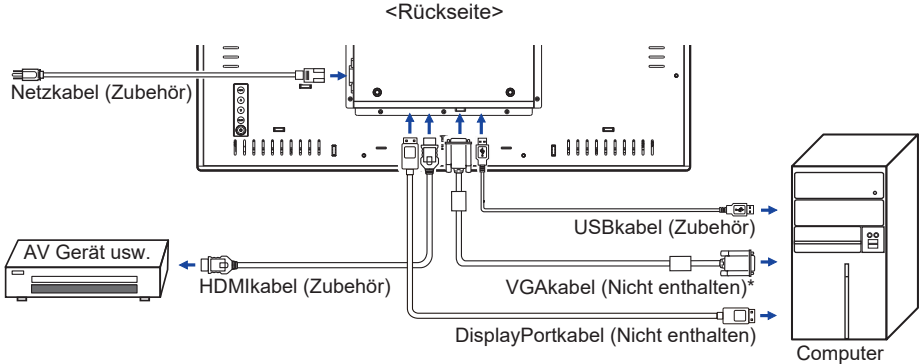 <Rückseite>
Netzkabel (Zubehör)
USBkabel (Zubehör)
AV Gerät usw.
HDMIkabel (Zubehör)
VGAkabel (Nicht enthalten)*
DisplayPortkabel (Nicht enthalten)
Computer